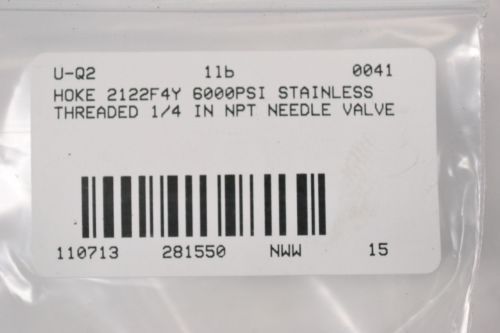 U-Q2 1lb 0041
HOKE 2122F4Y 6000PSI STAINLESS
THREADED 1/4 IN NPT NEEDLE VALVE
110713 281550 NWW 15